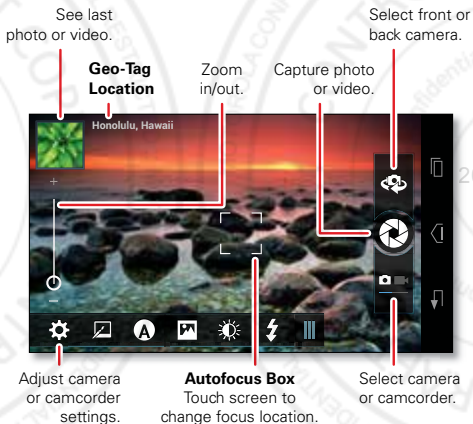 See last
photo or video.
Select front or
back camera.
Geo-Tag
Location
Zoom
in/out.
Capture photo
or video.
Honolulu, Hawaii
+
−
A
Adjust camera
or camcorder
settings.
Autofocus Box
Touch screen to
change focus location.
Select camera
or camcorder.